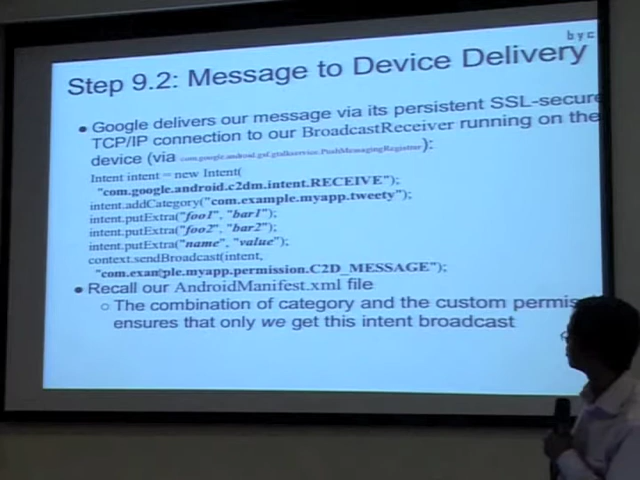 byc
Step 9.2: Message to Device Delivery
● Google delivers our message via its persistent SSL-secure
TCP/IP connection to our BroadcastReceiver running on the
device (via com.google.android.gsf.gtalkservice.PushMessagingRegistrar):
Intent intent = new Intent(
"com.google.android.c2dm.intent.RECEIVE");
intent.addCategory("com.example.myapp.tweety");
intent.putExtra("foo1", "bar1");
intent.putExtra("foo2", "bar2");
intent.putExtra("name", "value");
context.sendBroadcast(intent,
"com.example.myapp.permission.C2D_MESSAGE");
● Recall our AndroidManifest.xml file
○ The combination of category and the custom permis
ensures that only we get this intent broadcast